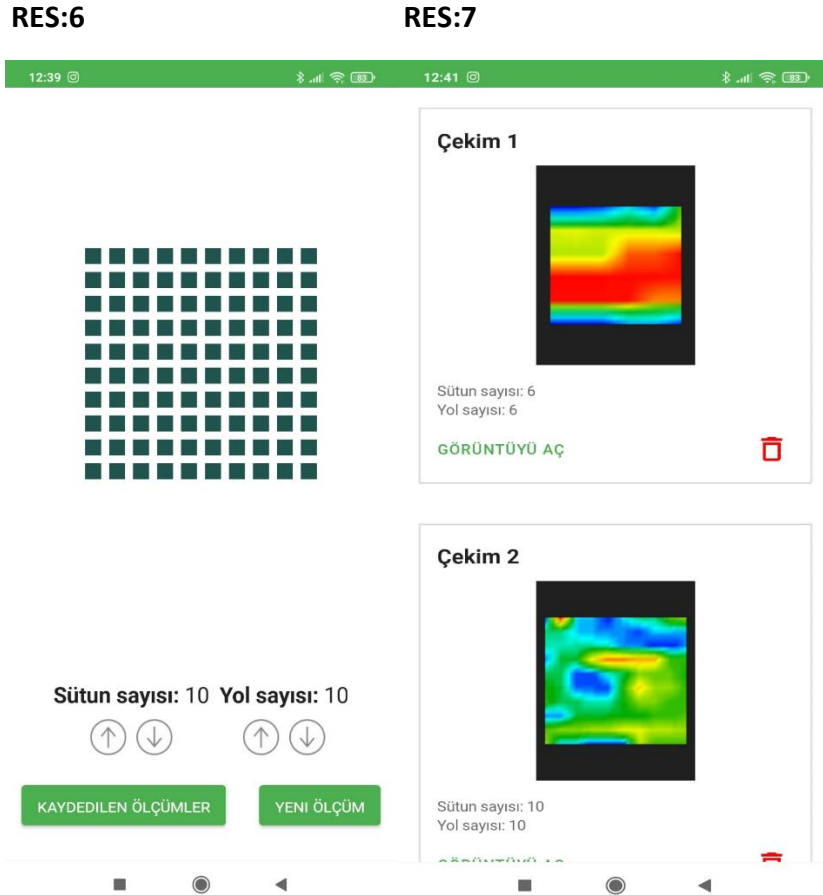 RES:6
RES:7
12:39
83
Sütun sayısı: 10 Yol sayısı: 10
KAYDEDILEN ÖLÇÜMLER
YENI ÖLÇÜM
12:41
83
Çekim 1
Sütun sayısı: 6
Yol sayısı: 6
GÖRÜNTÜYÜ AÇ
Çekim 2
Sütun sayısı: 10
Yol sayısı: 10